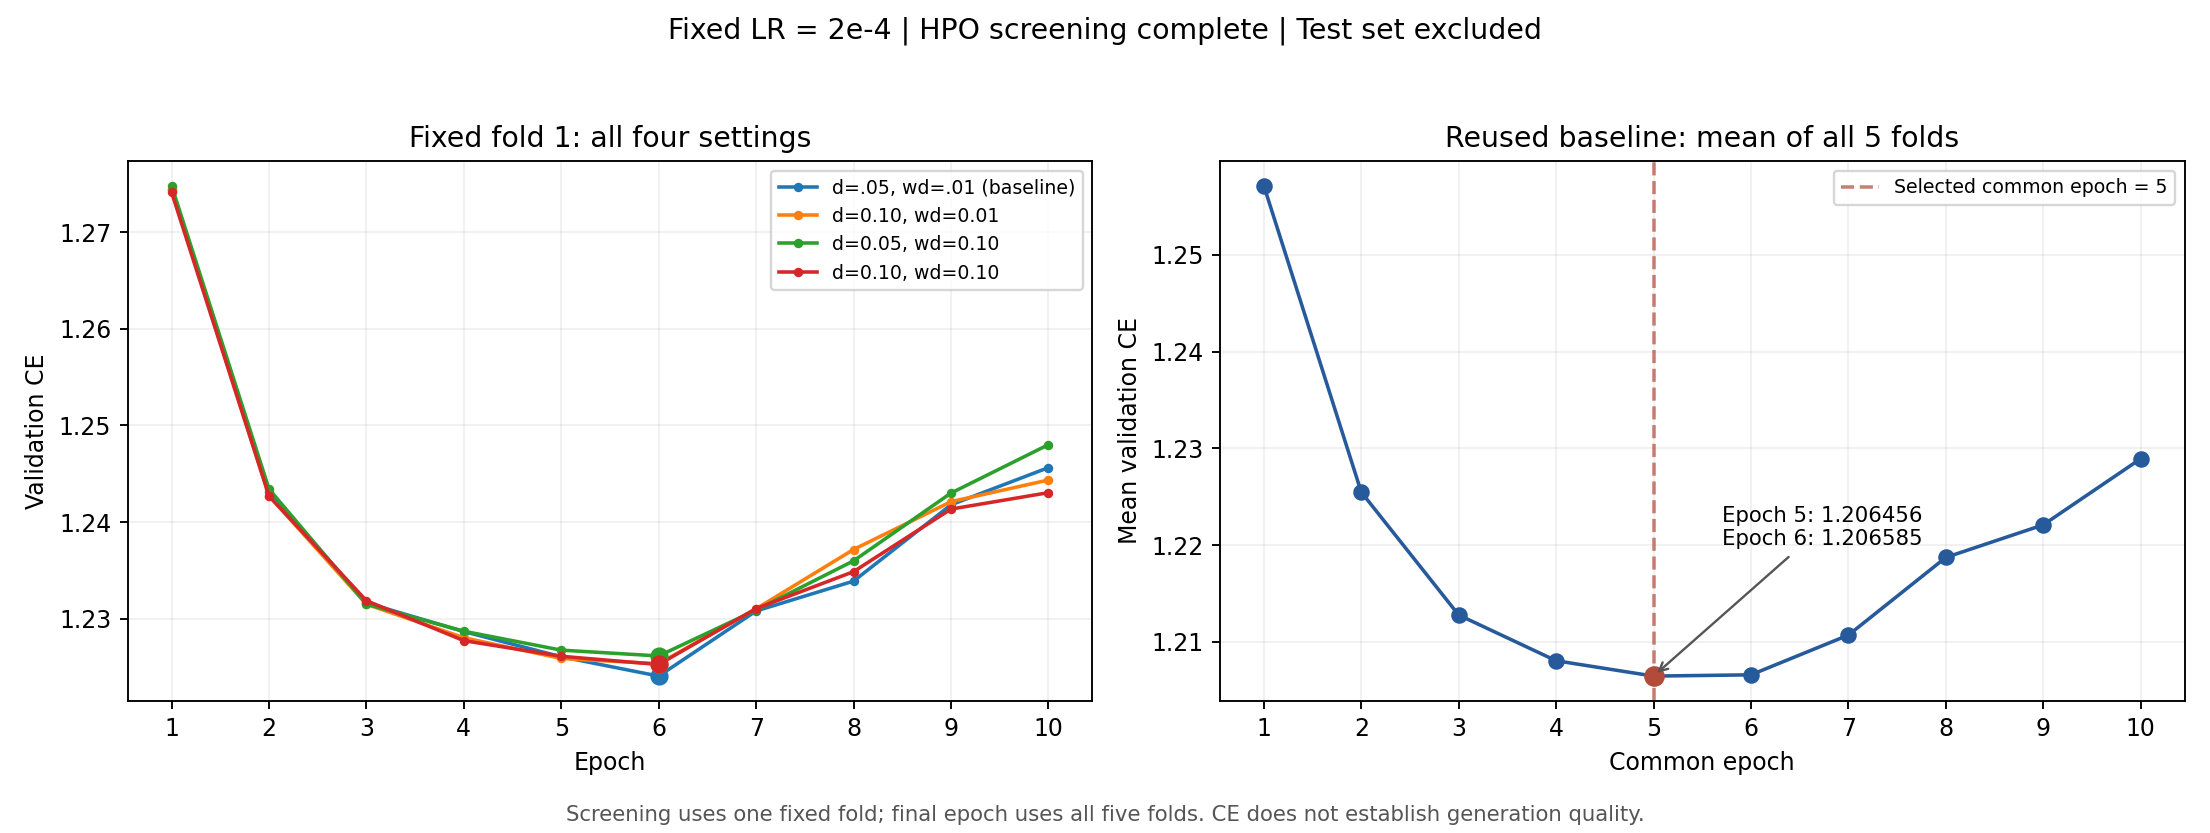 Fixed LR = 2e-4 | HPO screening complete | Test set excluded
Fixed fold 1: all four settings
Validation CE
1.27
1.26
1.25
1.24
1.23
d=.05, wd=.01 (baseline)
d=0.10, wd=0.01
d=0.05, wd=0.10
d=0.10, wd=0.10
1 2 3 4 5 6 7 8 9 10
Epoch
Reused baseline: mean of all 5 folds
Mean validation CE
1.25
1.24
1.23
1.22
1.21
Selected common epoch = 5
Epoch 5: 1.206456
Epoch 6: 1.206585
1 2 3 4 5 6 7 8 9 10
Common epoch
Screening uses one fixed fold; final epoch uses all five folds. CE does not establish generation quality.